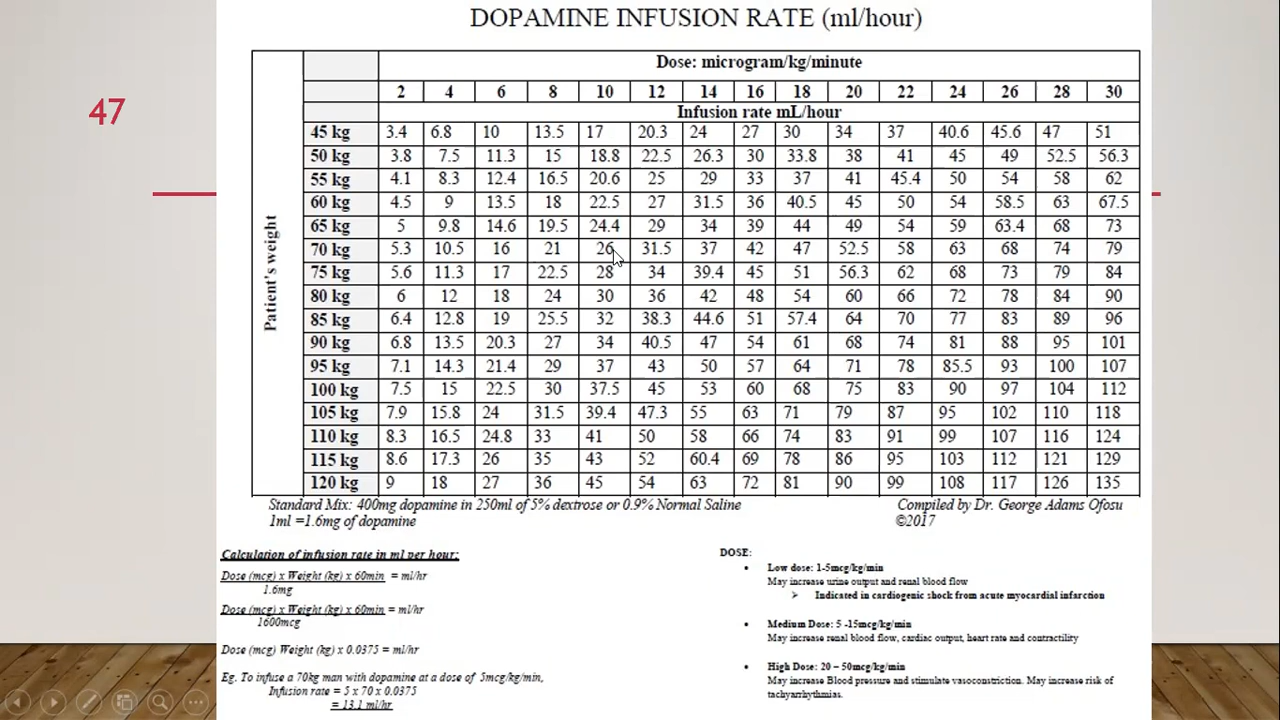 DOPAMINE INFUSION RATE (ml/hour)
47
Patient's weight
Dose: microgram/kg/minute
2 4 6 8 10 12 14 16 18 20 22 24 26 28 30
Infusion rate mL/hour
45 kg 3.4 6.8 10 13.5 17 20.3 24 27 30 34 37 40.6 45.6 47 51
50 kg 3.8 7.5 11.3 15 18.8 22.5 26.3 30 33.8 38 41 45 49 52.5 56.3
55 kg 4.1 8.3 12.4 16.5 20.6 25 29 33 37 41 45.4 50 54 58 62
60 kg 4.5 9 13.5 18 22.5 27 31.5 36 40.5 45 50 54 58.5 63 67.5
65 kg 5 9.8 14.6 19.5 24.4 29 34 39 44 49 54 59 63.4 68 73
70 kg 5.3 10.5 16 21 26 31.5 37 42 47 52.5 58 63 68 74 79
75 kg 5.6 11.3 17 22.5 28 34 39.4 45 51 56.3 62 68 73 79 84
80 kg 6 12 18 24 30 36 42 48 54 60 66 72 78 84 90
85 kg 6.4 12.8 19 25.5 32 38.3 44.6 51 57.4 64 70 77 83 89 96
90 kg 6.8 13.5 20.3 27 34 40.5 47 54 61 68 74 81 88 95 101
95 kg 7.1 14.3 21.4 29 37 43 50 57 64 71 78 85.5 93 100 107
100 kg 7.5 15 22.5 30 37.5 45 53 60 68 75 83 90 97 104 112
105 kg 7.9 15.8 24 31.5 39.4 47.3 55 63 71 79 87 95 102 110 118
110 kg 8.3 16.5 24.8 33 41 50 58 66 74 83 91 99 107 116 124
115 kg 8.6 17.3 26 35 43 52 60.4 69 78 86 95 103 112 121 129
120 kg 9 18 27 36 45 54 63 72 81 90 99 108 117 126 135
Standard Mix: 400mg dopamine in 250ml of 5% dextrose or 0.9% Normal Saline
1ml =1.6mg of dopamine
Compiled by Dr. George Adams Ofosu
©2017
Calculation of infusion rate in ml per hour:
Dose (mcg) x Weight (kg) x 60min = ml/hr
1.6mg
Dose (mcg) x Weight (kg) x 60min = ml/hr
1600mcg
Dose (mcg) Weight (kg) x 0.0375 = ml/hr
Eg. To infuse a 70kg man with dopamine at a dose of 5mcg/kg/min,
Infusion rate = 5 x 70 x 0.0375
= 13.1 ml/hr
DOSE:
• Low dose: 1-5mcg/kg/min
May increase urine output and renal blood flow
➢ Indicated in cardiogenic shock from acute myocardial infarction
• Medium Dose: 5 -15mcg/kg/min
May increase renal blood flow, cardiac output, heart rate and contractility
• High Dose: 20 – 50mcg/kg/min
May increase Blood pressure and stimulate vasoconstriction. May increase risk of
tachyarrhythmias.